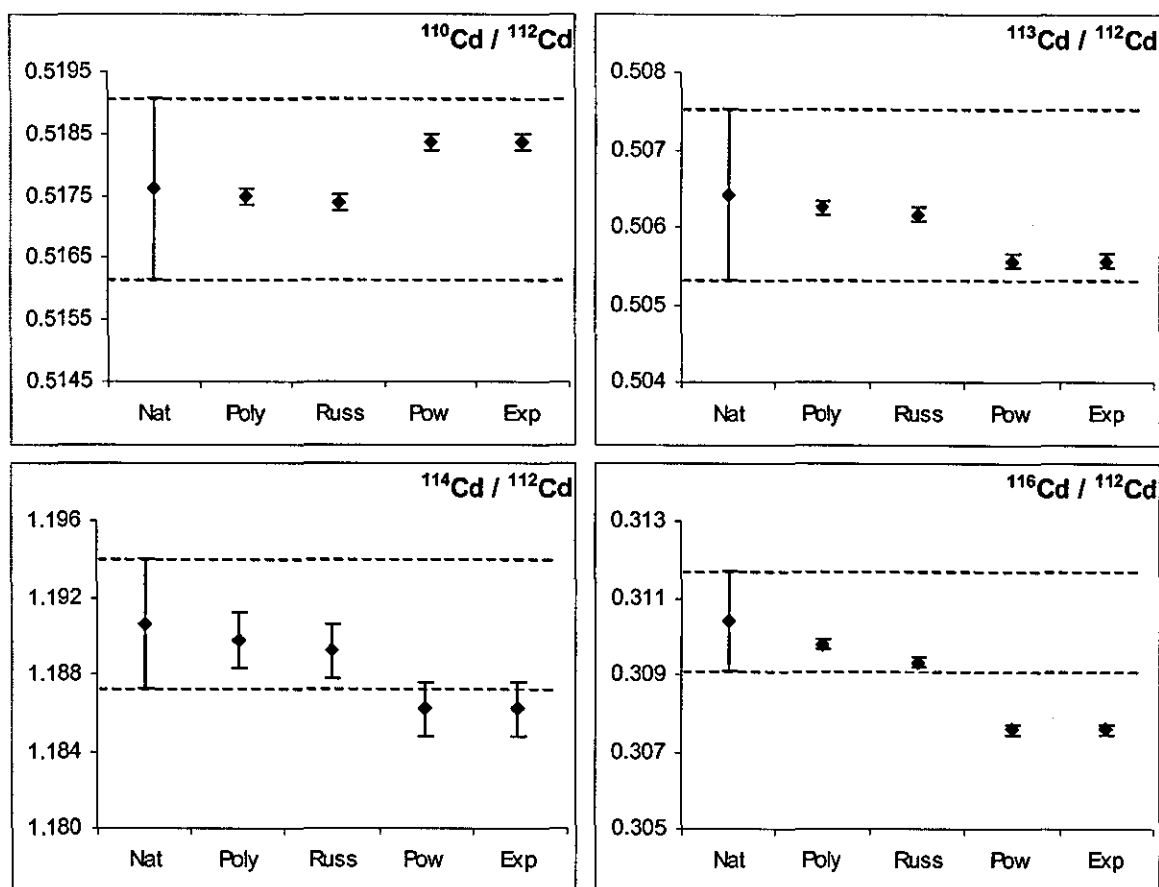 ¹¹⁰Cd / ¹¹²Cd
0.5195
0.5185
0.5175
0.5165
0.5155
0.5145
Nat Poly Russ Pow Exp
¹¹³Cd / ¹¹²Cd
0.508
0.507
0.506
0.505
0.504
Nat Poly Russ Pow Exp
¹¹⁴Cd / ¹¹²Cd
1.196
1.192
1.188
1.184
1.180
Nat Poly Russ Pow Exp
¹¹⁶Cd / ¹¹²Cd
0.313
0.311
0.309
0.307
0.305
Nat Poly Russ Pow Exp